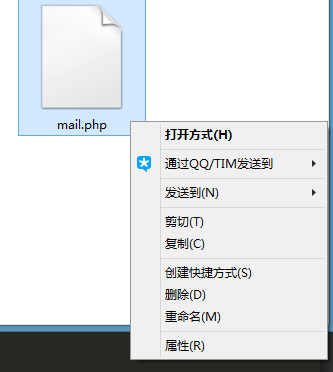 mail.php
打开方式(H)
通过QQ/TIM发送到
发送到(N)
剪切(T)
复制(C)
创建快捷方式(S)
删除(D)
重命名(M)
属性(R)